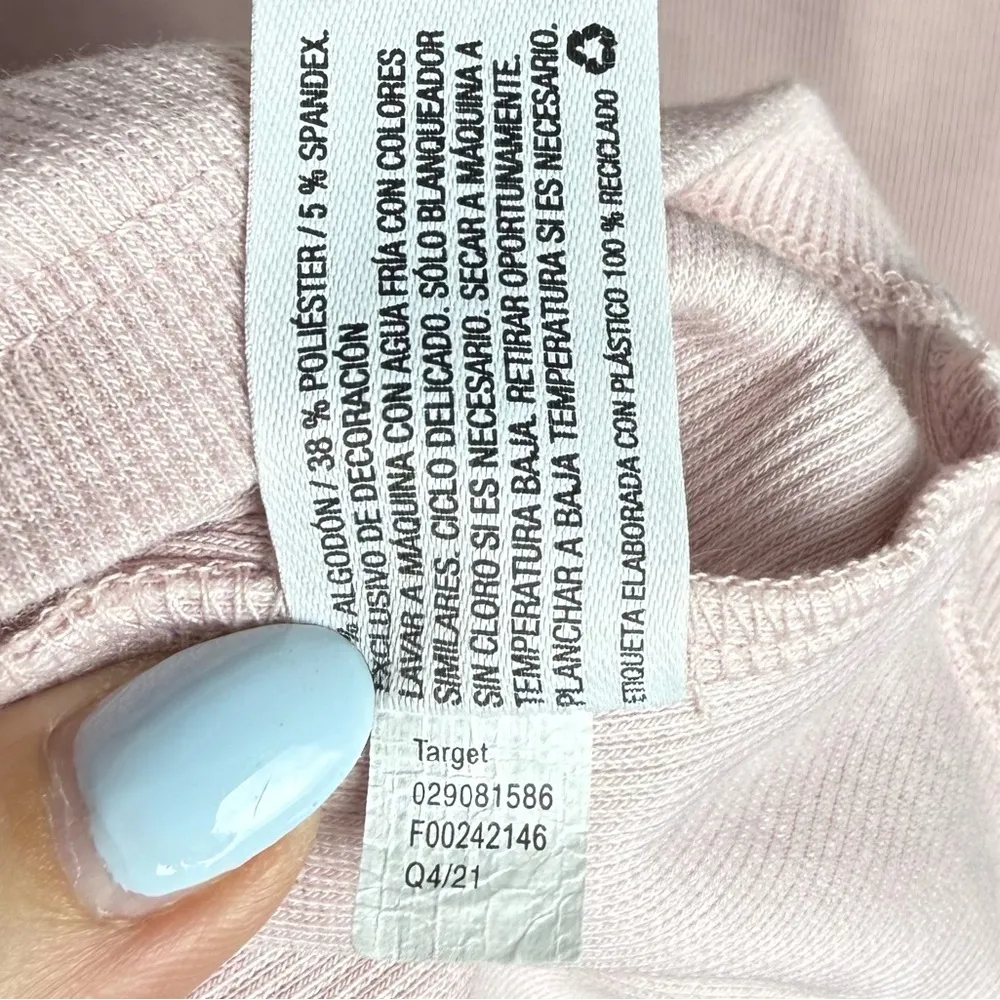 % ALGODÓN / 38 % POLIÉSTER / 5 % SPANDEX.
EXCLUSIVO DE DECORACIÓN
LAVAR A MÁQUINA CON AGUA FRÍA CON COLORES
SIMILARES. CICLO DELICADO. SÓLO BLANQUEADOR
SIN CLORO SI ES NECESARIO. SECAR A MÁQUINA A
TEMPERATURA BAJA. RETIRAR OPORTUNAMENTE.
PLANCHAR A BAJA TEMPERATURA SI ES NECESARIO.
ETIQUETA ELABORADA CON PLÁSTICO 100 % RECICLADO
Target
029081586
F00242146
Q4/21